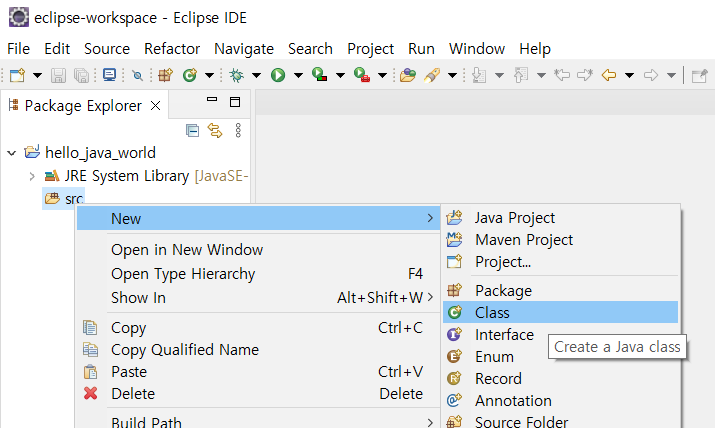 eclipse-workspace - Eclipse IDE
File Edit Source Refactor Navigate Search Project Run Window Help
Package Explorer
hello_java_world
JRE System Library [JavaSE-
src
New
Open in New Window
Open Type Hierarchy F4
Show In Alt+Shift+W
Copy Ctrl+C
Copy Qualified Name
Paste Ctrl+V
Delete Delete
Build Path
Java Project
Maven Project
Project...
Package
Class
Interface
Create a Java class
Enum
Record
Annotation
Source Folder